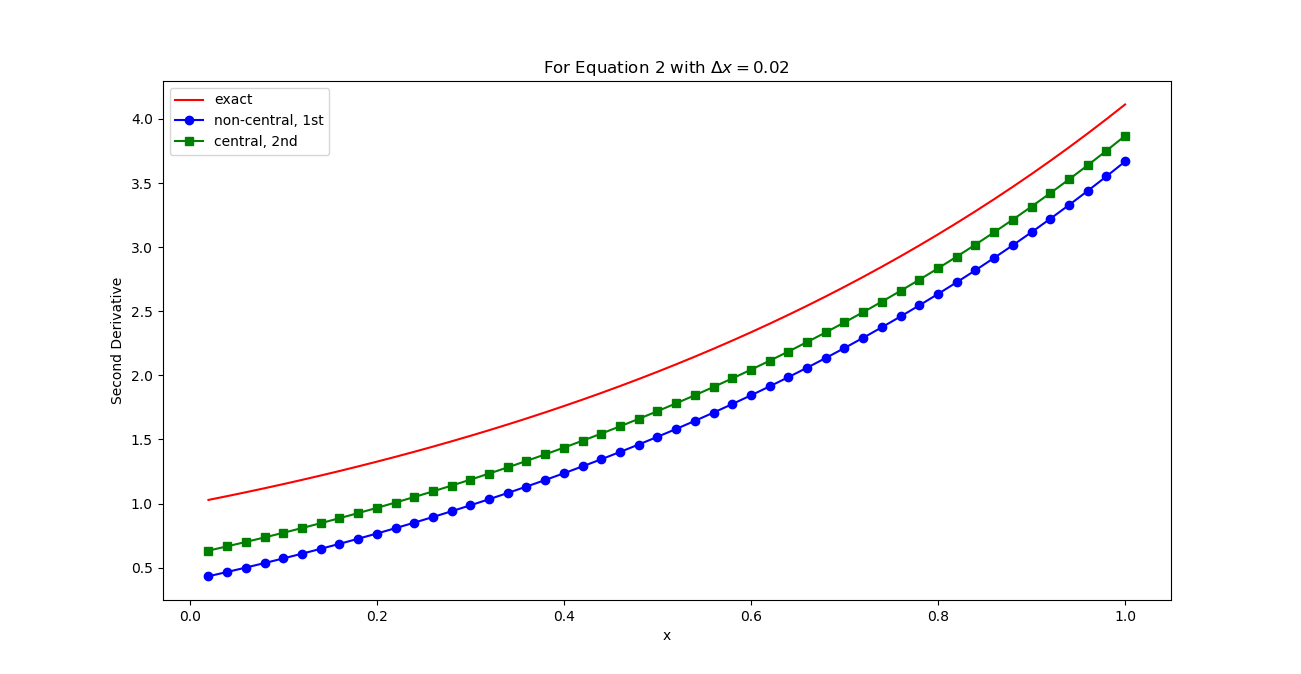 For Equation 2 with Δx = 0.02
exact
non-central, 1st
central, 2nd
4.0
3.5
3.0
2.5
2.0
1.5
1.0
0.5
Second Derivative
0.0 0.2 0.4 0.6 0.8 1.0
x